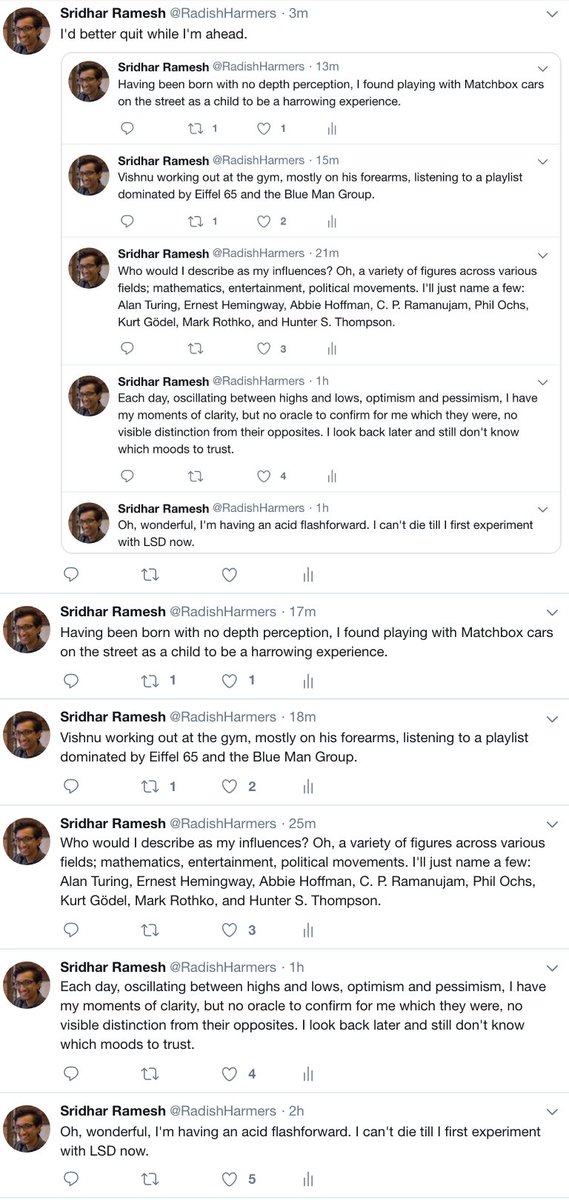 Sridhar Ramesh @RadishHarmers · 3m
I'd better quit while I'm ahead.
Sridhar Ramesh @RadishHarmers · 13m
Having been born with no depth perception, I found playing with Matchbox cars
on the street as a child to be a harrowing experience.
1 1
Sridhar Ramesh @RadishHarmers · 15m
Vishnu working out at the gym, mostly on his forearms, listening to a playlist
dominated by Eiffel 65 and the Blue Man Group.
1 2
Sridhar Ramesh @RadishHarmers · 21m
Who would I describe as my influences? Oh, a variety of figures across various
fields; mathematics, entertainment, political movements. I'll just name a few:
Alan Turing, Ernest Hemingway, Abbie Hoffman, C. P. Ramanujam, Phil Ochs,
Kurt Gödel, Mark Rothko, and Hunter S. Thompson.
3
Sridhar Ramesh @RadishHarmers · 1h
Each day, oscillating between highs and lows, optimism and pessimism, I have
my moments of clarity, but no oracle to confirm for me which they were, no
visible distinction from their opposites. I look back later and still don't know
which moods to trust.
4
Sridhar Ramesh @RadishHarmers · 1h
Oh, wonderful, I'm having an acid flashforward. I can't die till I first experiment
with LSD now.
Sridhar Ramesh @RadishHarmers · 17m
Having been born with no depth perception, I found playing with Matchbox cars
on the street as a child to be a harrowing experience.
1 1
Sridhar Ramesh @RadishHarmers · 18m
Vishnu working out at the gym, mostly on his forearms, listening to a playlist
dominated by Eiffel 65 and the Blue Man Group.
1 2
Sridhar Ramesh @RadishHarmers · 25m
Who would I describe as my influences? Oh, a variety of figures across various
fields; mathematics, entertainment, political movements. I'll just name a few:
Alan Turing, Ernest Hemingway, Abbie Hoffman, C. P. Ramanujam, Phil Ochs,
Kurt Gödel, Mark Rothko, and Hunter S. Thompson.
3
Sridhar Ramesh @RadishHarmers · 1h
Each day, oscillating between highs and lows, optimism and pessimism, I have
my moments of clarity, but no oracle to confirm for me which they were, no
visible distinction from their opposites. I look back later and still don't know
which moods to trust.
4
Sridhar Ramesh @RadishHarmers · 2h
Oh, wonderful, I'm having an acid flashforward. I can't die till I first experiment
with LSD now.
5